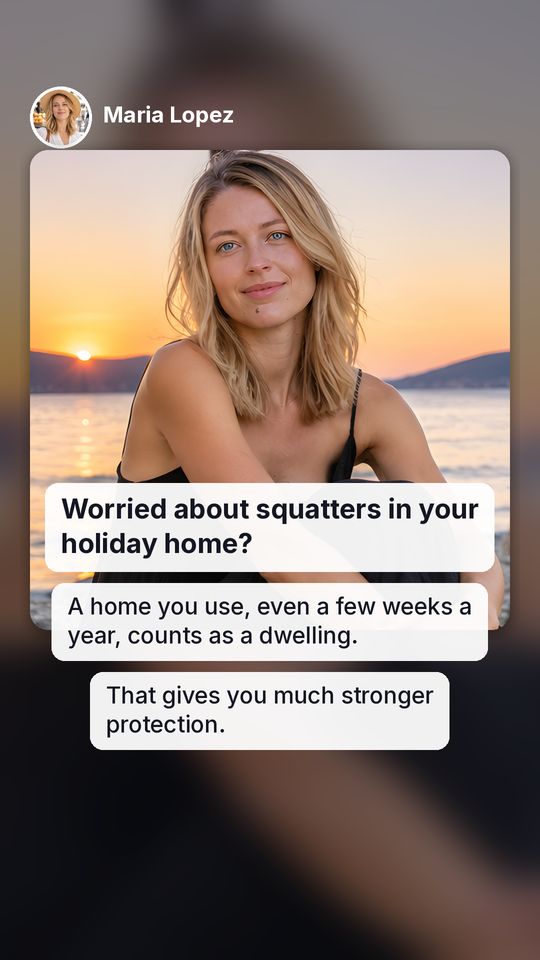 Maria Lopez
Worried about squatters in your
holiday home?
A home you use, even a few weeks a
year, counts as a dwelling.
That gives you much stronger
protection.